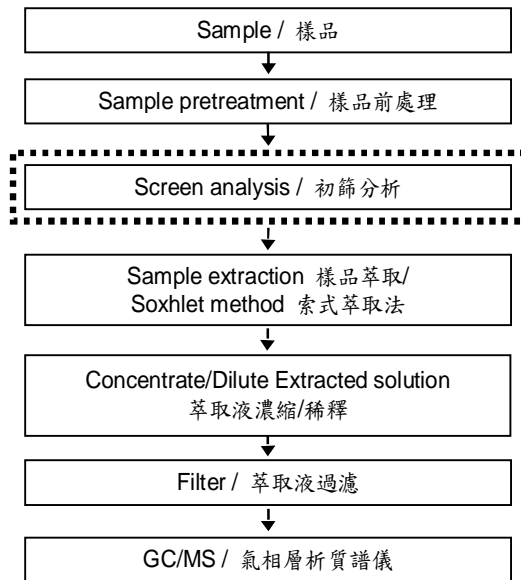 Sample / 樣品
Sample pretreatment / 樣品前處理
Screen analysis / 初篩分析
Sample extraction 樣品萃取/
Soxhlet method 索式萃取法
Concentrate/Dilute Extracted solution
萃取液濃縮/稀釋
Filter / 萃取液過濾
GC/MS / 氣相層析質譜儀